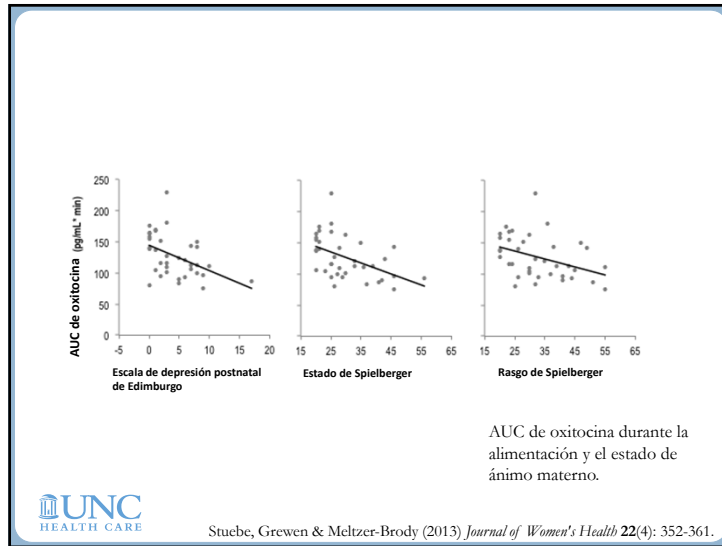 AUC de oxitocina (pg/mL* min)
250
200
150
100
50
0
-5 0 5 10 15 20
15 25 35 45 55 65
15 25 35 45 55 65
Escala de depresión postnatal
de Edimburgo
Estado de Spielberger
Rasgo de Spielberger
AUC de oxitocina durante la
alimentación y el estado de
ánimo materno.
UNC
HEALTH CARE
Stuebe, Grewen & Meltzer-Brody (2013) Journal of Women's Health 22(4): 352-361.